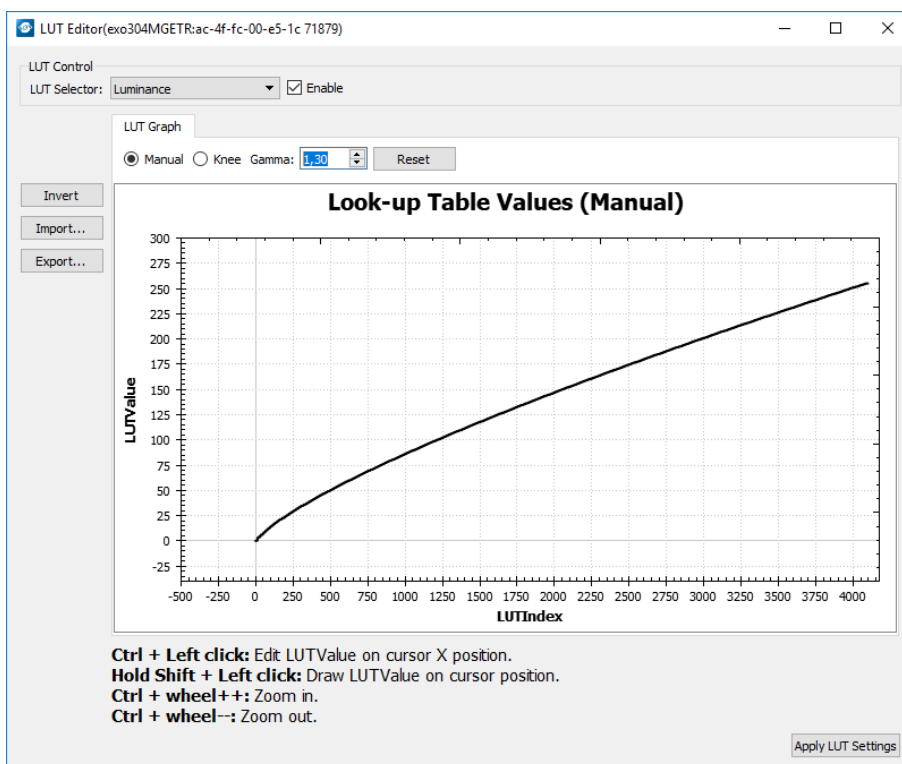 LUT Editor(exo304MGETR:ac-4f-fc-00-e5-1c 71879)
LUT Control
LUT Selector: Luminance Enable
LUT Graph
Manual Knee Gamma: 1,30 Reset
Invert
Import...
Export...
Look-up Table Values (Manual)
300
275
250
225
200
175
150
125
100
75
50
25
0
-25
LUTValue
-500 -250 0 250 500 750 1000 1250 1500 1750 2000 2250 2500 2750 3000 3250 3500 3750 4000
LUTIndex
Ctrl + Left click: Edit LUTValue on cursor X position.
Hold Shift + Left click: Draw LUTValue on cursor position.
Ctrl + wheel++: Zoom in.
Ctrl + wheel--: Zoom out.
Apply LUT Settings